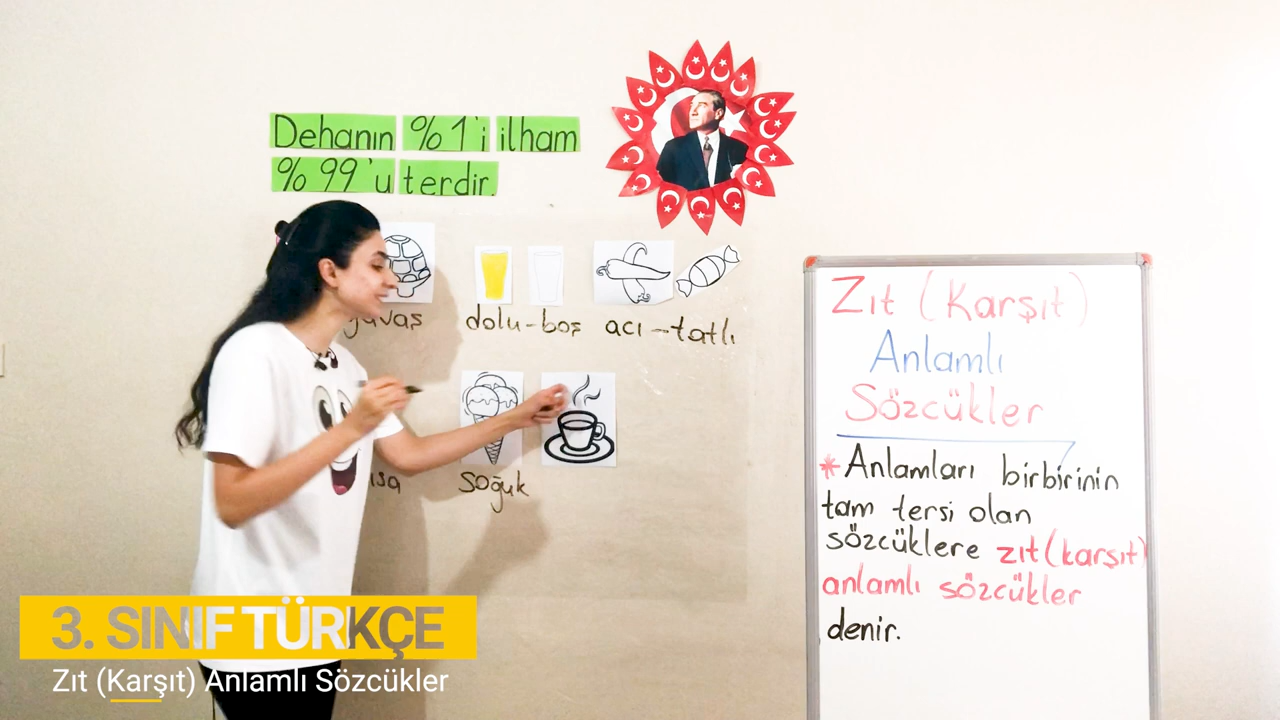 Dehanın %1'i ilham
%99'u terdir.
yavaş
dolu-boş
acı-tatlı
soğuk
Zıt (Karşıt)
Anlamlı
Sözcükler
*Anlamları birbirinin
tam tersi olan
sözcüklere zıt(karşıt)
anlamlı sözcükler
denir.
3. SINIF TÜRKÇE
Zıt (Karşıt) Anlamlı Sözcükler